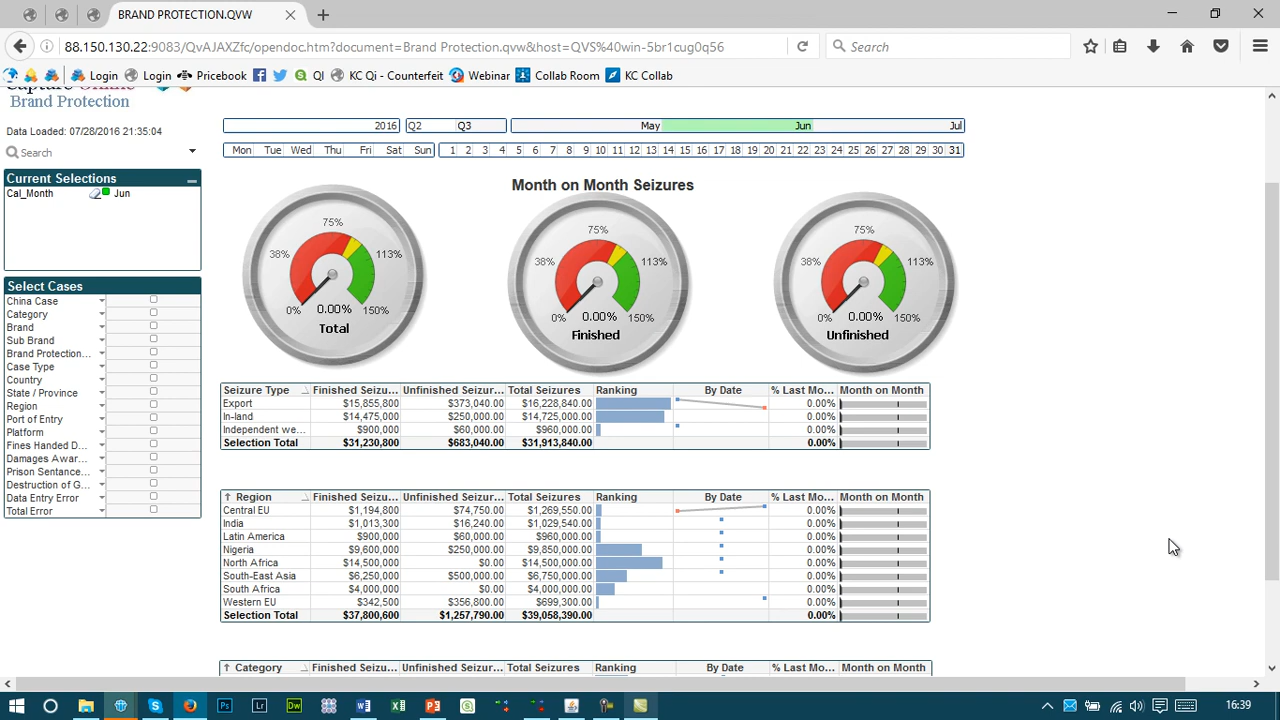 BRAND PROTECTION.QVW
88.150.130.22:9083/QvAJAXZfc/opendoc.htm?document=Brand Protection.qvw&host=QVS%40win-5br1cug0q56
Search
Login Login Pricebook QI KC Qi - Counterfeit Webinar Collab Room KC Collab
Capture Online
Brand Protection
Data Loaded: 07/28/2016 21:35:04
Search
Current Selections
Cal_Month Jun
Select Cases
China Case
Category
Brand
Sub Brand
Brand Protection...
Case Type
Country
State / Province
Region
Port of Entry
Platform
Fines Handed D...
Damages Awar...
Prison Sentance...
Destruction of G...
Data Entry Error
Total Error
2016 Q2 Q3 May Jun Jul
Mon Tue Wed Thu Fri Sat Sun 1 2 3 4 5 6 7 8 9 10 11 12 13 14 15 16 17 18 19 20 21 22 23 24 25 26 27 28 29 30 31
Month on Month Seizures
0% 38% 75% 113% 150% 0.00% Total
0% 38% 75% 113% 150% 0.00% Finished
0% 38% 75% 113% 150% 0.00% Unfinished
Seizure Type Finished Seizu... Unfinished Seizur... Total Seizures Ranking By Date % Last Mo... Month on Month
Export $15,855,800 $373,040.00 $16,228,840.00 0.00%
In-land $14,475,000 $250,000.00 $14,725,000.00 0.00%
Independent we... $900,000 $60,000.00 $960,000.00 0.00%
Selection Total $31,230,800 $683,040.00 $31,913,840.00 0.00%
Region Finished Seizu... Unfinished Seizur... Total Seizures Ranking By Date % Last Mo... Month on Month
Central EU $1,194,800 $74,750.00 $1,269,550.00 0.00%
India $1,013,300 $16,240.00 $1,029,540.00 0.00%
Latin America $900,000 $60,000.00 $960,000.00 0.00%
Nigeria $9,600,000 $250,000.00 $9,850,000.00 0.00%
North Africa $14,500,000 $0.00 $14,500,000.00 0.00%
South-East Asia $6,250,000 $500,000.00 $6,750,000.00 0.00%
South Africa $4,000,000 $0.00 $4,000,000.00 0.00%
Western EU $342,500 $356,800.00 $699,300.00 0.00%
Selection Total $37,800,600 $1,257,790.00 $39,058,390.00 0.00%
Category Finished Seizu... Unfinished Seizur... Total Seizures Ranking By Date % Last Mo... Month on Month
16:39